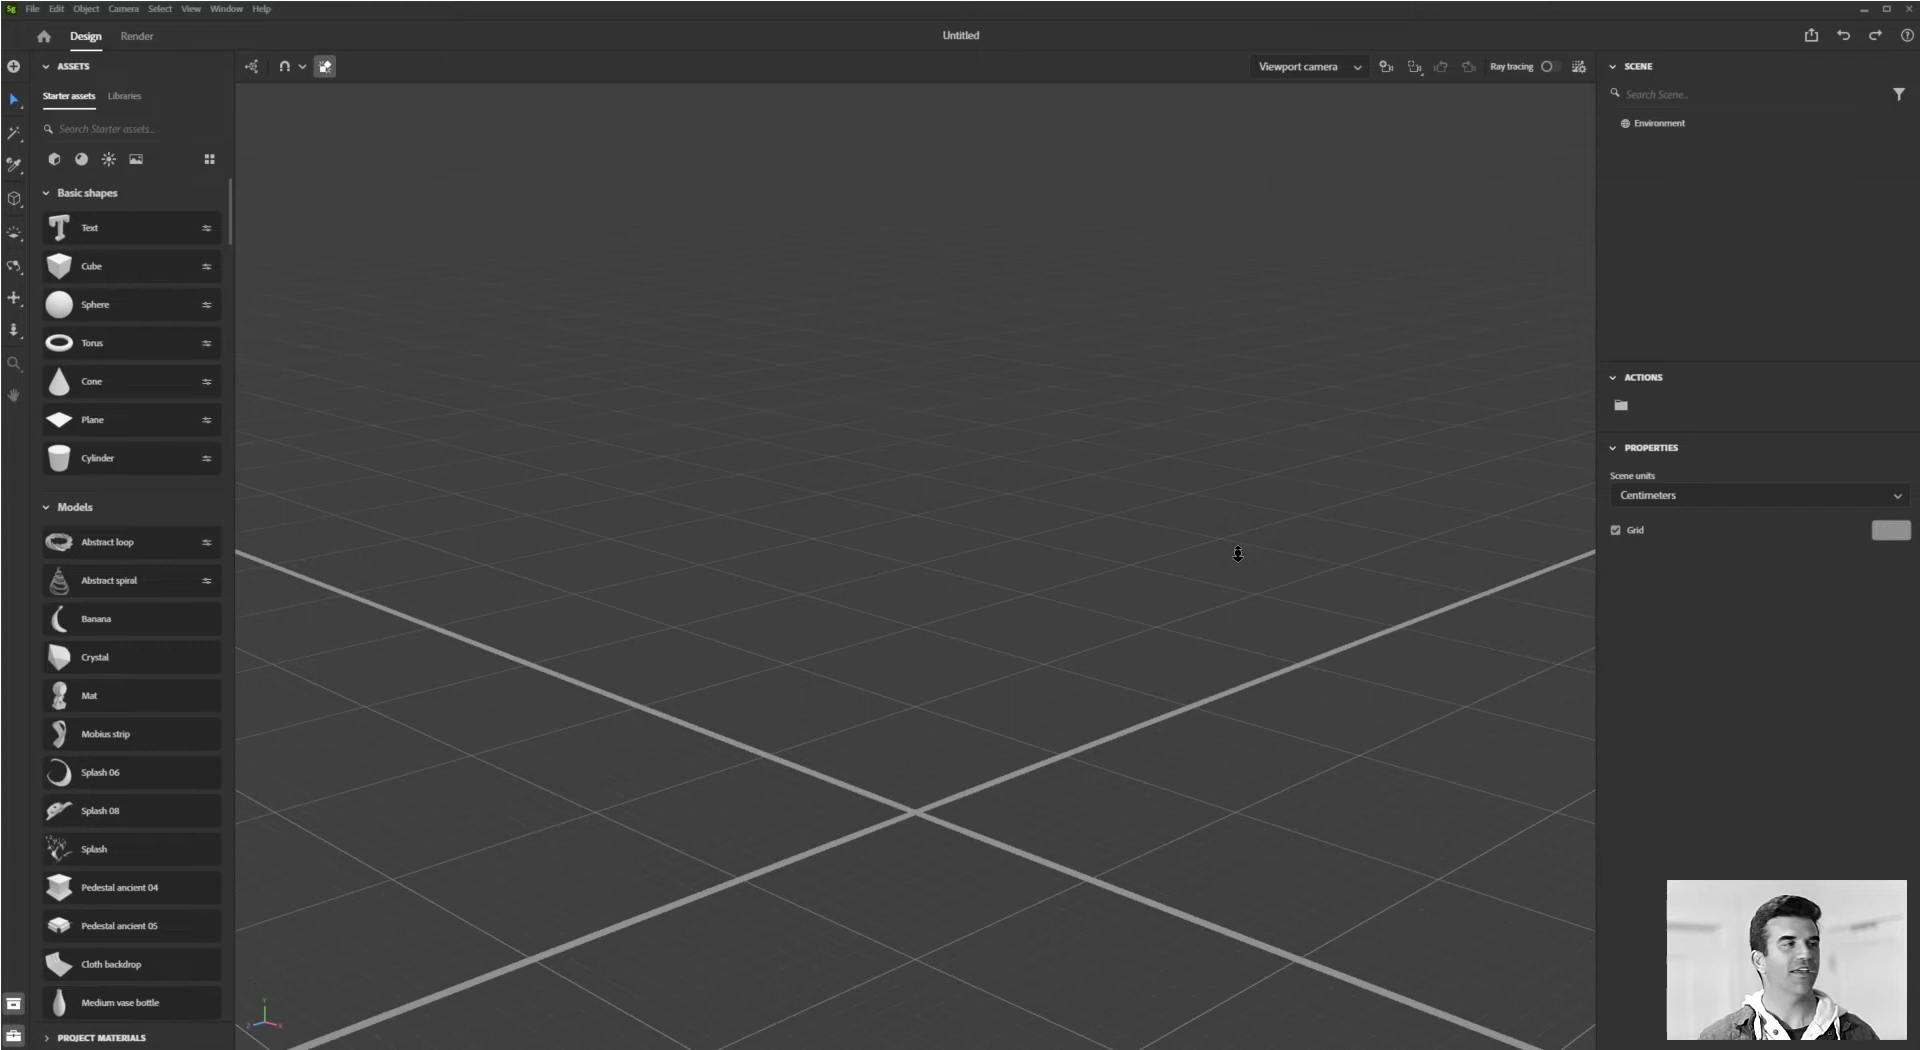 Sg File Edit Object Camera Select View Window Help
Design Render Untitled
ASSETS
Viewport camera Ray tracing
Starter assets Libraries
Search Starter assets...
Basic shapes
Text
Cube
Sphere
Torus
Cone
Plane
Cylinder
Models
Abstract loop
Abstract spiral
Banana
Crystal
Mat
Mobius strip
Splash 06
Splash 08
Splash
Pedestal ancient 04
Pedestal ancient 05
Cloth backdrop
Medium vase bottle
PROJECT MATERIALS
Y
Z X
SCENE
Search Scene...
Environment
ACTIONS
PROPERTIES
Scene units
Centimeters
Grid